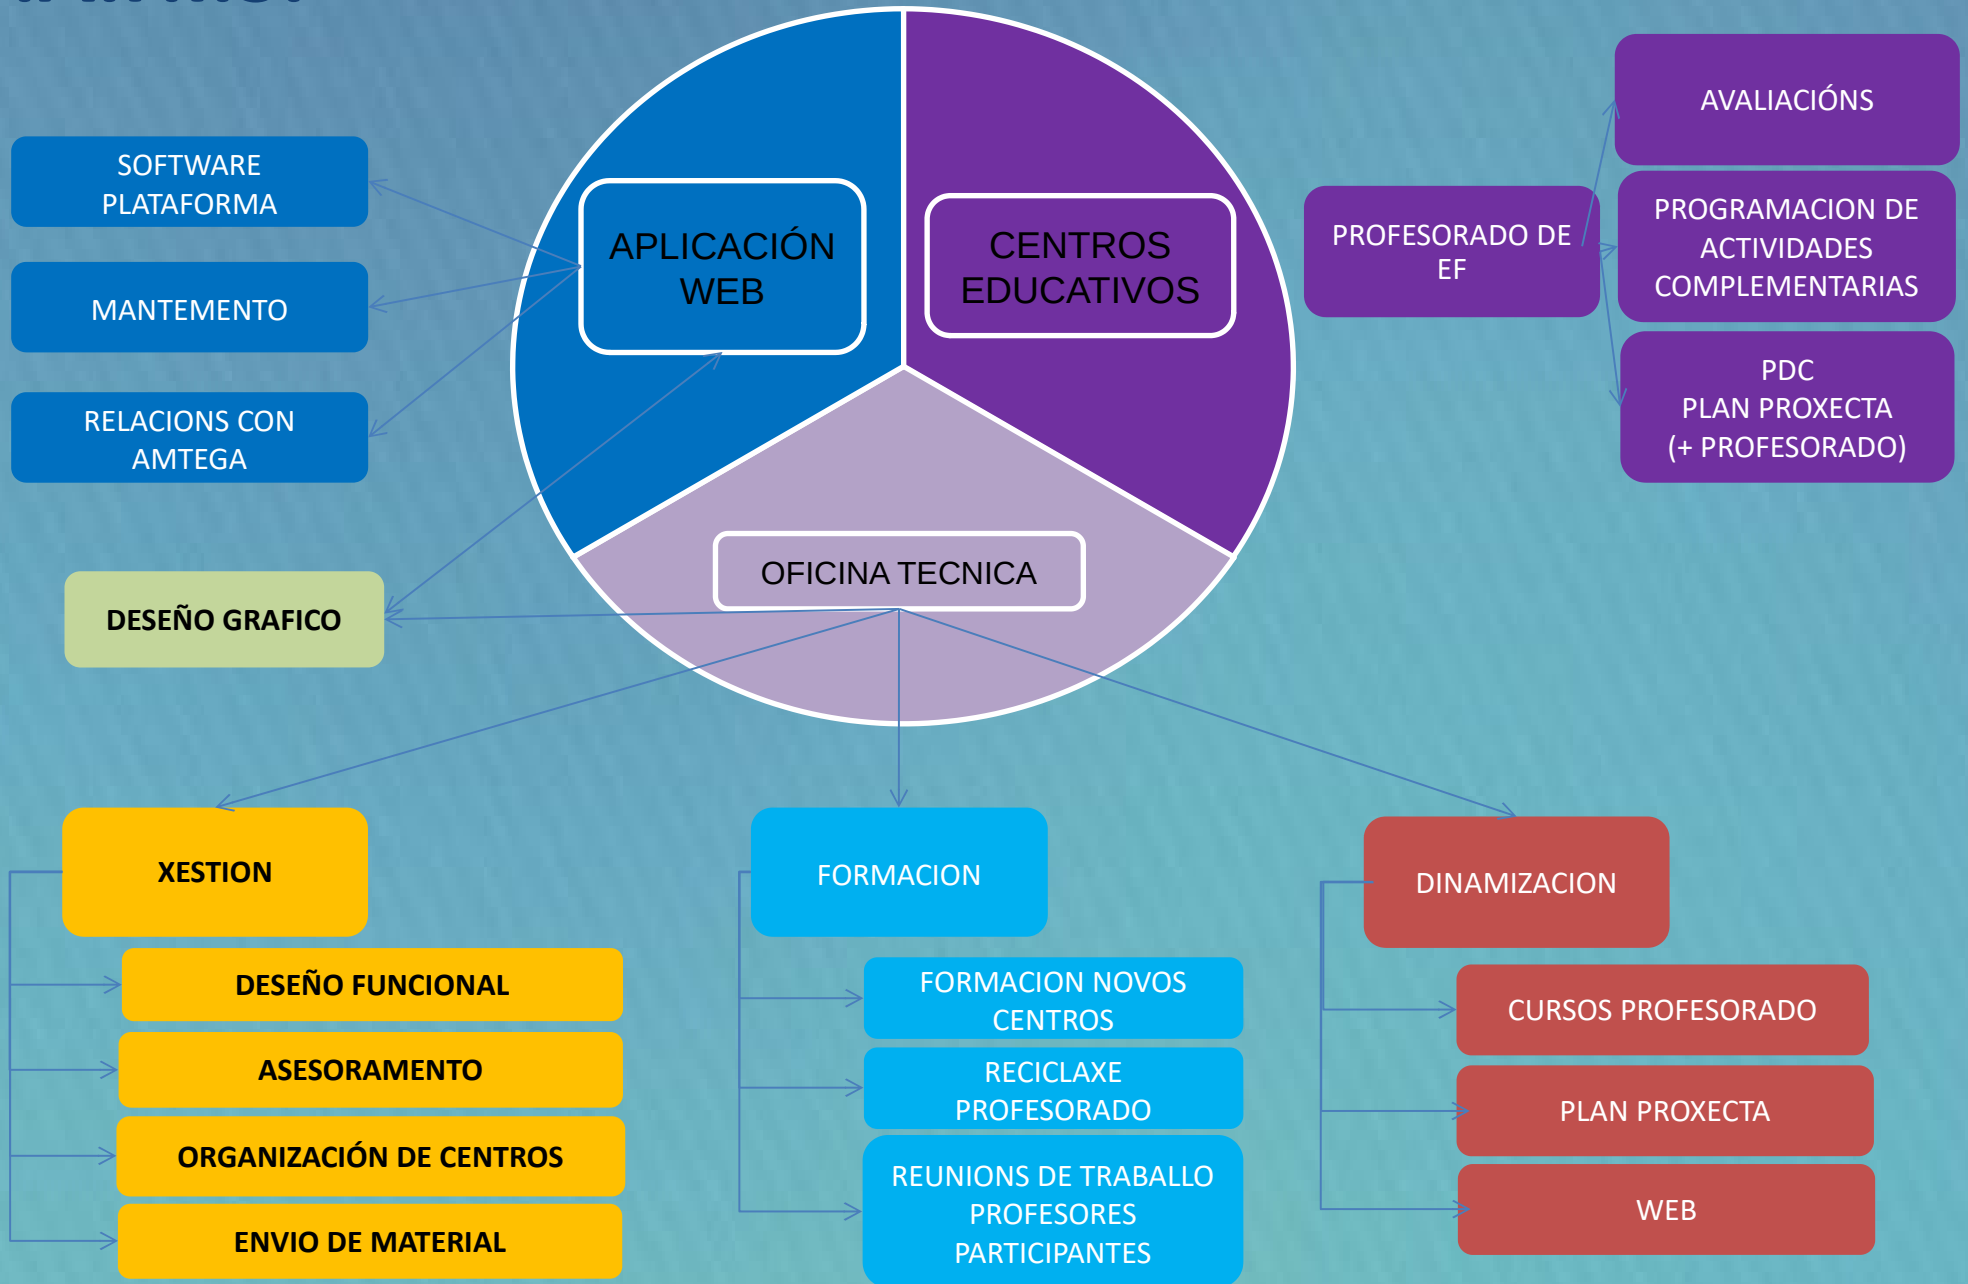 SOFTWARE
PLATAFORMA
MANTEMENTO
RELACIONS CON
AMTEGA
DESEÑO GRAFICO
APLICACIÓN
WEB
CENTROS
EDUCATIVOS
OFICINA TECNICA
PROFESORADO DE
EF
AVALIACIÓNS
PROGRAMACION DE
ACTIVIDADES
COMPLEMENTARIAS
PDC
PLAN PROXECTA
(+ PROFESORADO)
XESTION
DESEÑO FUNCIONAL
ASESORAMENTO
ORGANIZACIÓN DE CENTROS
ENVIO DE MATERIAL
FORMACION
FORMACION NOVOS
CENTROS
RECICLAXE
PROFESORADO
REUNIONS DE TRABALLO
PROFESORES
PARTICIPANTES
DINAMIZACION
CURSOS PROFESORADO
PLAN PROXECTA
WEB